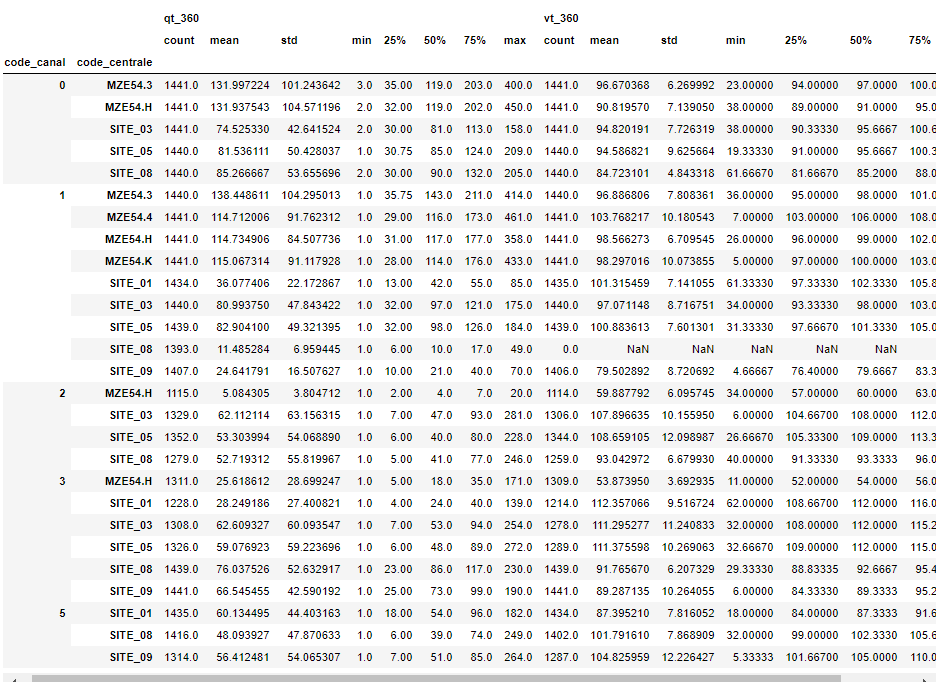 qt_360 vt_360
count mean std min 25% 50% 75% max count mean std min 25% 50% 75%
code_canal code_centrale
0 MZE54.3 1441.0 131.997224 101.243642 3.0 35.00 119.0 203.0 400.0 1441.0 96.670368 6.269992 23.00000 94.00000 97.0000 100.0
MZE54.H 1441.0 131.937543 104.571196 2.0 32.00 119.0 202.0 450.0 1441.0 90.819570 7.139050 38.00000 89.00000 91.0000 95.0
SITE_03 1441.0 74.525330 42.641524 2.0 30.00 81.0 113.0 158.0 1441.0 94.820191 7.726319 38.00000 90.33330 95.6667 100.6
SITE_05 1440.0 81.536111 50.428037 1.0 30.75 85.0 124.0 209.0 1440.0 94.586821 9.625664 19.33330 91.00000 95.6667 100.3
SITE_08 1440.0 85.266667 53.655696 2.0 30.00 90.0 132.0 205.0 1440.0 84.723101 4.843318 61.66670 81.66670 85.2000 88.0
1 MZE54.3 1440.0 138.448611 104.295013 1.0 35.75 143.0 211.0 414.0 1440.0 96.886806 7.808361 36.00000 95.00000 98.0000 101.0
MZE54.4 1441.0 114.712006 91.762312 1.0 29.00 116.0 173.0 461.0 1441.0 103.768217 10.180543 7.00000 103.00000 106.0000 108.0
MZE54.H 1441.0 114.734906 84.507736 1.0 31.00 117.0 177.0 358.0 1441.0 98.566273 6.709545 26.00000 96.00000 99.0000 102.0
MZE54.K 1441.0 115.067314 91.117928 1.0 28.00 114.0 176.0 433.0 1441.0 98.297016 10.073855 5.00000 97.00000 100.0000 103.0
SITE_01 1434.0 36.077406 22.172867 1.0 13.00 42.0 55.0 85.0 1435.0 101.315459 7.141055 61.33330 97.33330 102.3330 105.8
SITE_03 1440.0 80.993750 47.843422 1.0 32.00 97.0 121.0 175.0 1440.0 97.071148 8.716751 34.00000 93.33330 98.0000 103.0
SITE_05 1439.0 82.904100 49.321395 1.0 32.00 98.0 126.0 184.0 1439.0 100.883613 7.601301 31.33330 97.66670 101.3330 105.0
SITE_08 1393.0 11.485284 6.959445 1.0 6.00 10.0 17.0 49.0 0.0 NaN NaN NaN NaN NaN
SITE_09 1407.0 24.641791 16.507627 1.0 10.00 21.0 40.0 70.0 1406.0 79.502892 8.720692 4.66667 76.40000 79.6667 83.3
2 MZE54.H 1115.0 5.084305 3.804712 1.0 2.00 4.0 7.0 20.0 1114.0 59.887792 6.095745 34.00000 57.00000 60.0000 63.0
SITE_03 1329.0 62.112114 63.156315 1.0 7.00 47.0 93.0 281.0 1306.0 107.896635 10.155950 6.00000 104.66700 108.0000 112.0
SITE_05 1352.0 53.303994 54.068890 1.0 6.00 40.0 80.0 228.0 1344.0 108.659105 12.098987 26.66670 105.33300 109.0000 113.3
SITE_08 1279.0 52.719312 55.819967 1.0 5.00 41.0 77.0 246.0 1259.0 93.042972 6.679930 40.00000 91.33330 93.3333 96.0
3 MZE54.H 1311.0 25.618612 28.699247 1.0 5.00 18.0 35.0 171.0 1309.0 53.873950 3.692935 11.00000 52.00000 54.0000 56.0
SITE_01 1228.0 28.249186 27.400821 1.0 4.00 24.0 40.0 139.0 1214.0 112.357066 9.516724 62.00000 108.66700 112.0000 116.0
SITE_03 1308.0 62.609327 60.093547 1.0 7.00 53.0 94.0 254.0 1278.0 111.295277 11.240833 32.00000 108.00000 112.0000 115.2
SITE_05 1326.0 59.076923 59.223696 1.0 6.00 48.0 89.0 272.0 1289.0 111.375598 10.269063 32.66670 109.00000 112.0000 115.0
SITE_08 1439.0 76.037526 52.632917 1.0 23.00 86.0 117.0 230.0 1439.0 91.765670 6.207329 29.33330 88.83335 92.6667 95.4
SITE_09 1441.0 66.545455 42.590192 1.0 25.00 73.0 99.0 190.0 1441.0 89.287135 10.264055 6.00000 84.33330 89.3333 95.2
5 SITE_01 1435.0 60.134495 44.403163 1.0 18.00 54.0 96.0 182.0 1434.0 87.395210 7.816052 18.00000 84.00000 87.3333 91.6
SITE_08 1416.0 48.093927 47.870633 1.0 6.00 39.0 74.0 249.0 1402.0 101.791610 7.868909 32.00000 99.00000 102.3330 105.6
SITE_09 1314.0 56.412481 54.065307 1.0 7.00 51.0 85.0 264.0 1287.0 104.825959 12.226427 5.33333 101.66700 105.0000 110.0